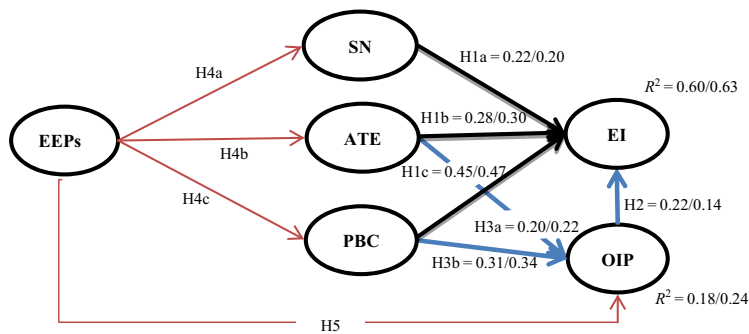 SN
H4a
H1a = 0.22/0.20
R² = 0.60/0.63
EEPs
H1b = 0.28/0.30
ATE
EI
H4b
H1c = 0.45/0.47
H4c
H2 = 0.22/0.14
H3a = 0.20/0.22
PBC
H3b = 0.31/0.34
OIP
R² = 0.18/0.24
H5